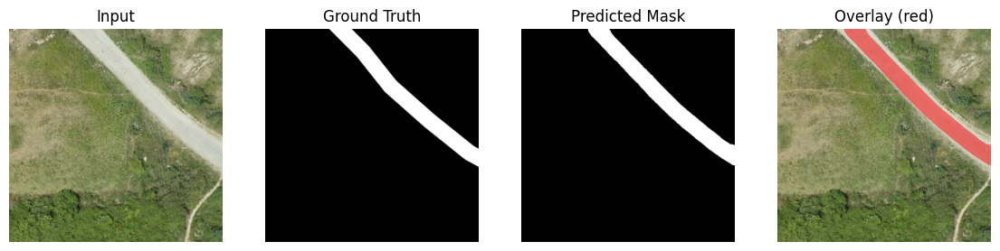 Input
Ground Truth
Predicted Mask
Overlay (red)